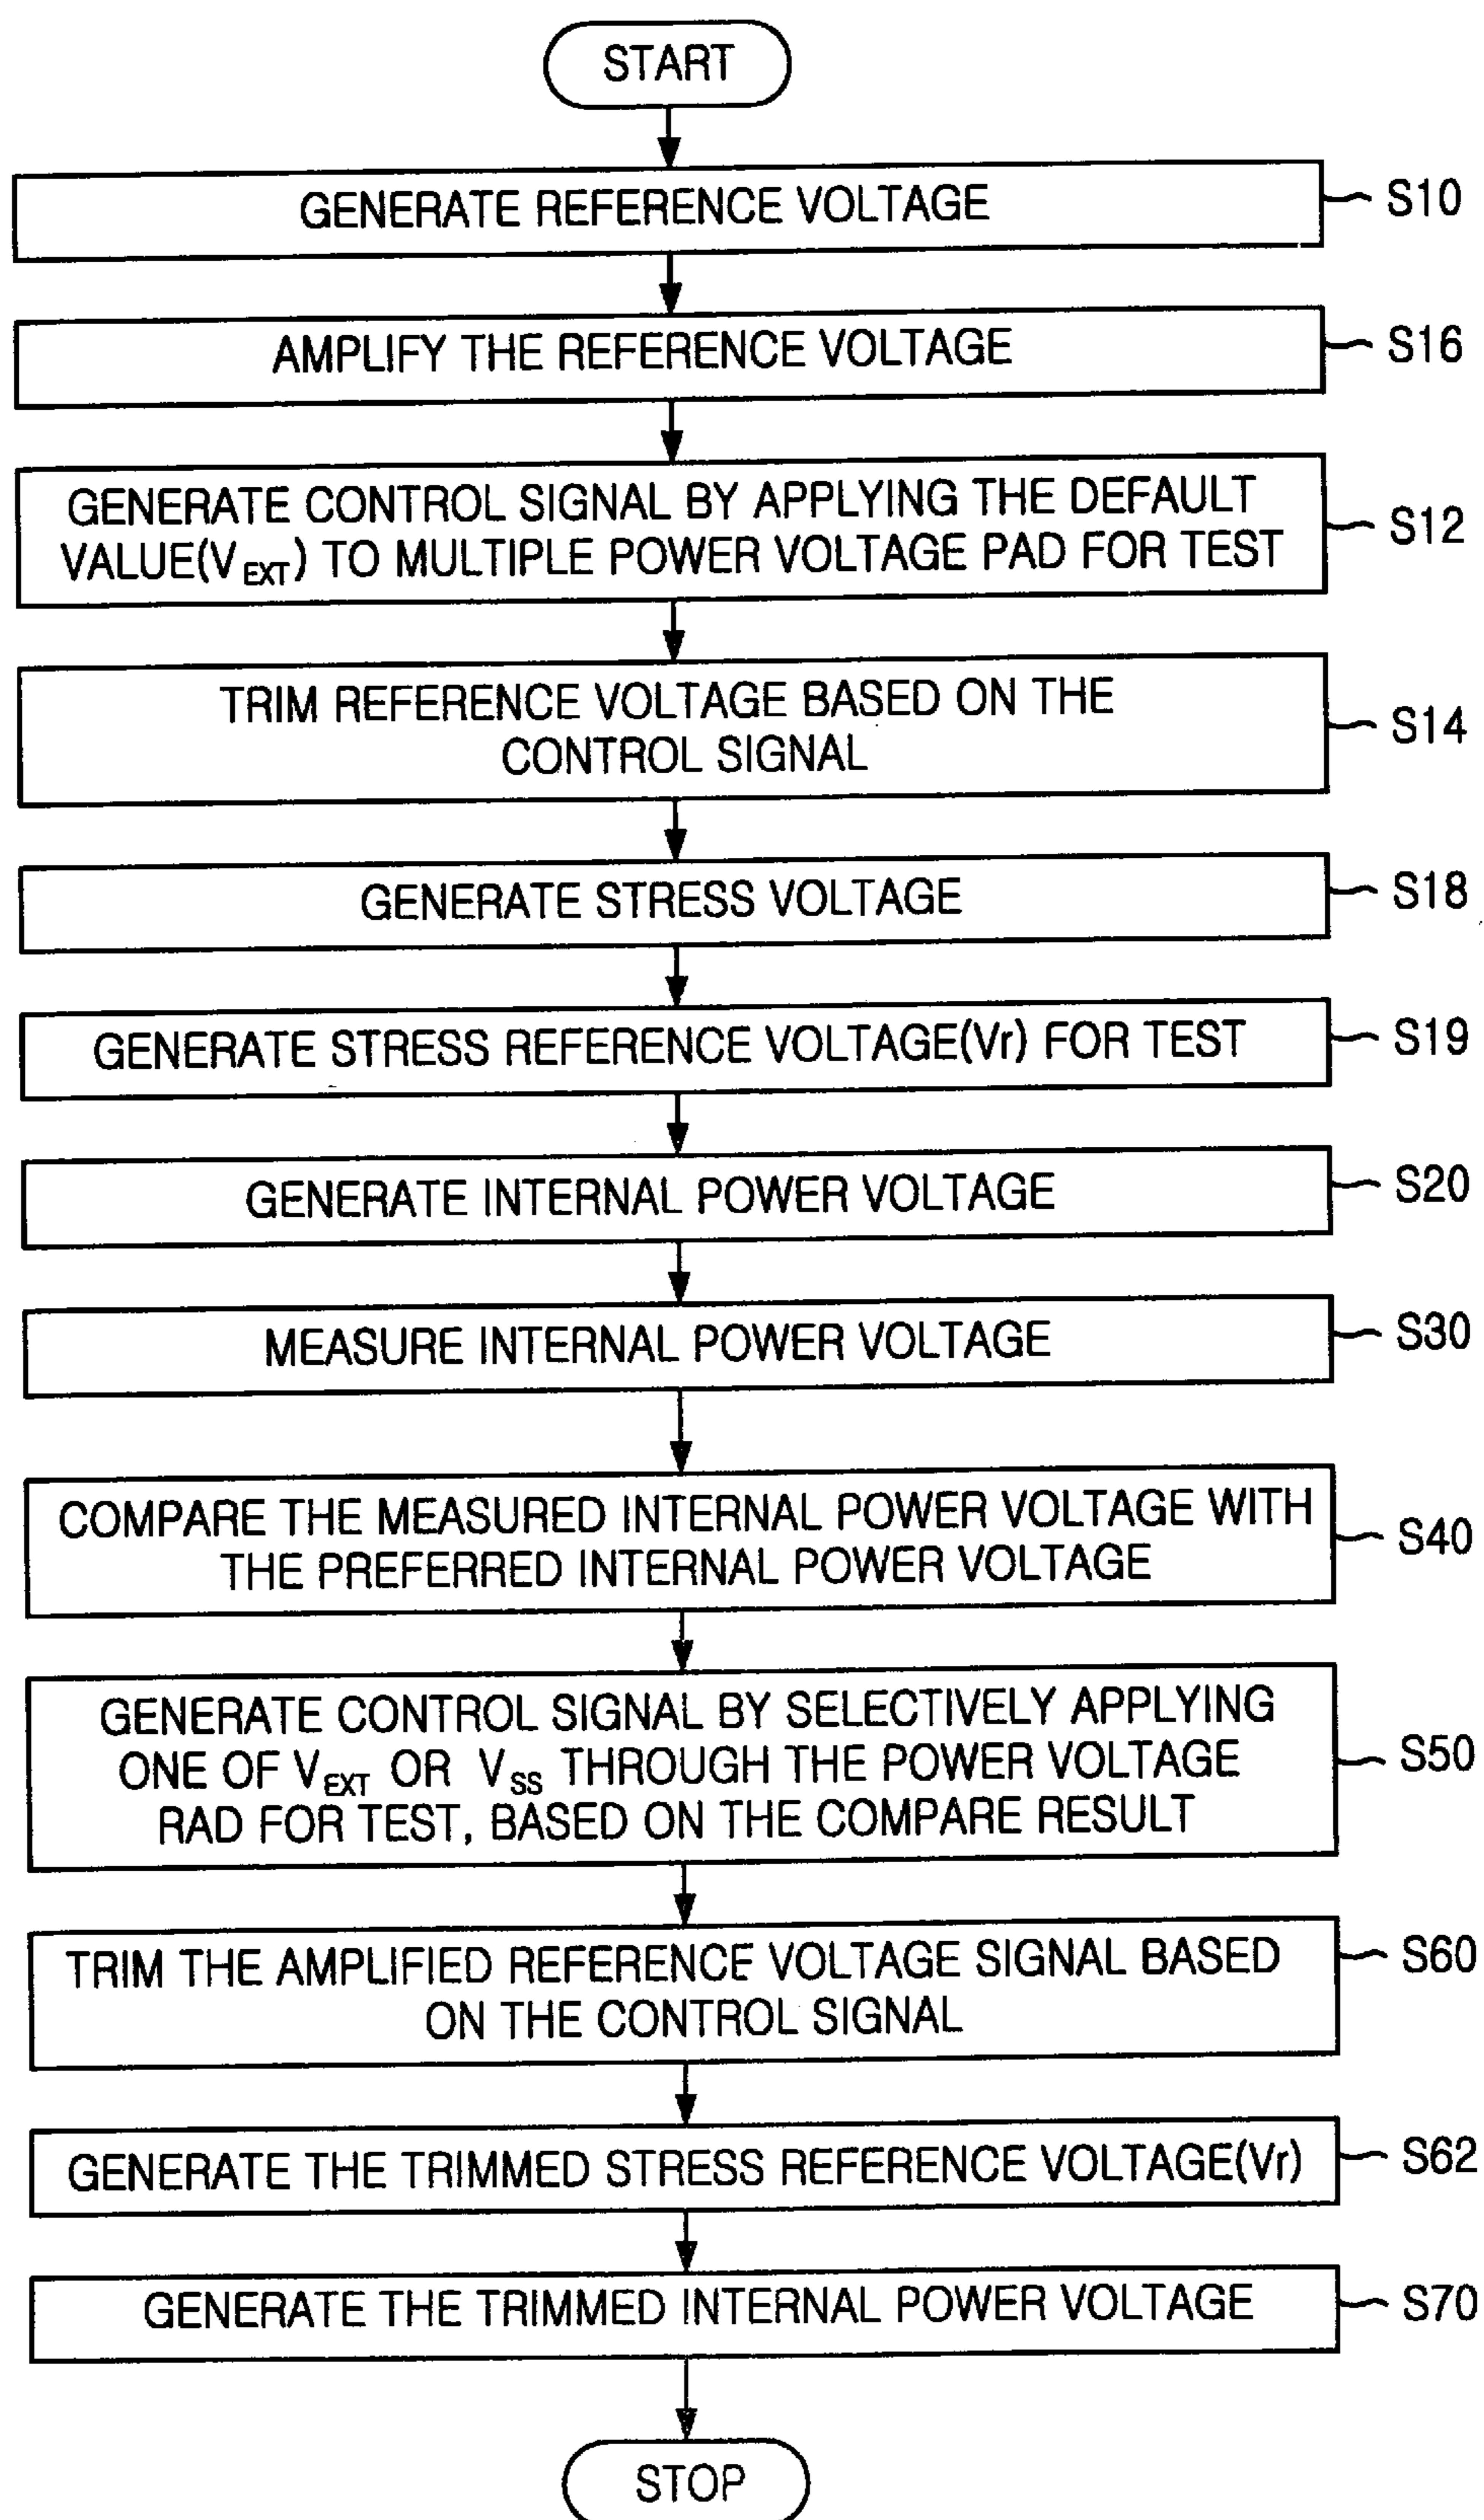 START
GENERATE REFERENCE VOLTAGE
S10
AMPLIFY THE REFERENCE VOLTAGE
S16
GENERATE CONTROL SIGNAL BY APPLYING THE DEFAULT
VALUE(VEXT) TO MULTIPLE POWER VOLTAGE PAD FOR TEST
S12
TRIM REFERENCE VOLTAGE BASED ON THE
CONTROL SIGNAL
S14
GENERATE STRESS VOLTAGE
S18
GENERATE STRESS REFERENCE VOLTAGE(Vr) FOR TEST
S19
GENERATE INTERNAL POWER VOLTAGE
S20
MEASURE INTERNAL POWER VOLTAGE
S30
COMPARE THE MEASURED INTERNAL POWER VOLTAGE WITH
THE PREFERRED INTERNAL POWER VOLTAGE
S40
GENERATE CONTROL SIGNAL BY SELECTIVELY APPLYING
ONE OF VEXT OR VSS THROUGH THE POWER VOLTAGE
RAD FOR TEST, BASED ON THE COMPARE RESULT
S50
TRIM THE AMPLIFIED REFERENCE VOLTAGE SIGNAL BASED
ON THE CONTROL SIGNAL
S60
GENERATE THE TRIMMED STRESS REFERENCE VOLTAGE(Vr)
S62
GENERATE THE TRIMMED INTERNAL POWER VOLTAGE
S70
STOP